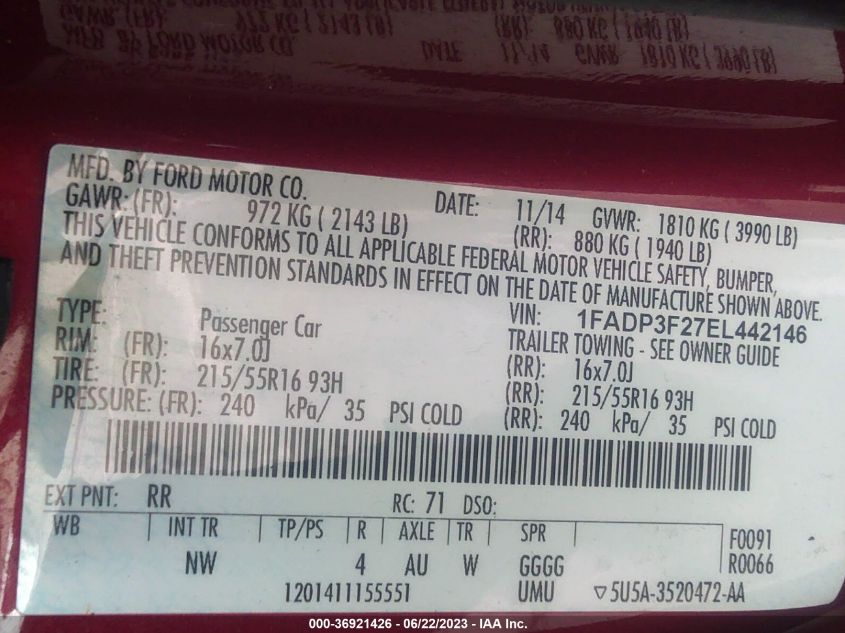 MFD. BY FORD MOTOR CO. DATE: 11/14 GVWR: 1810 KG ( 3990 LB)
GAWR: (FR): 972 KG ( 2143 LB) (RR): 880 KG ( 1940 LB)
THIS VEHICLE CONFORMS TO ALL APPLICABLE FEDERAL MOTOR VEHICLE SAFETY, BUMPER,
AND THEFT PREVENTION STANDARDS IN EFFECT ON THE DATE OF MANUFACTURE SHOWN ABOVE.
VIN: 1FADP3F27EL442146
TYPE: Passenger Car TRAILER TOWING - SEE OWNER GUIDE
RIM: (FR): 16x7.0J (RR): 16x7.0J
TIRE: (FR): 215/55R16 93H (RR): 215/55R16 93H
PRESSURE: (FR): 240 kPa/ 35 PSI COLD (RR): 240 kPa/ 35 PSI COLD
EXT PNT: RR RC: 71 DSO:
WB INT TR TP/PS R AXLE TR SPR F0091
NW 4 AU W GGGG R0066
1201411155551 UMU ▽5U5A-3520472-AA
000-36921426 / 06/22/2023 - IAA Inc.